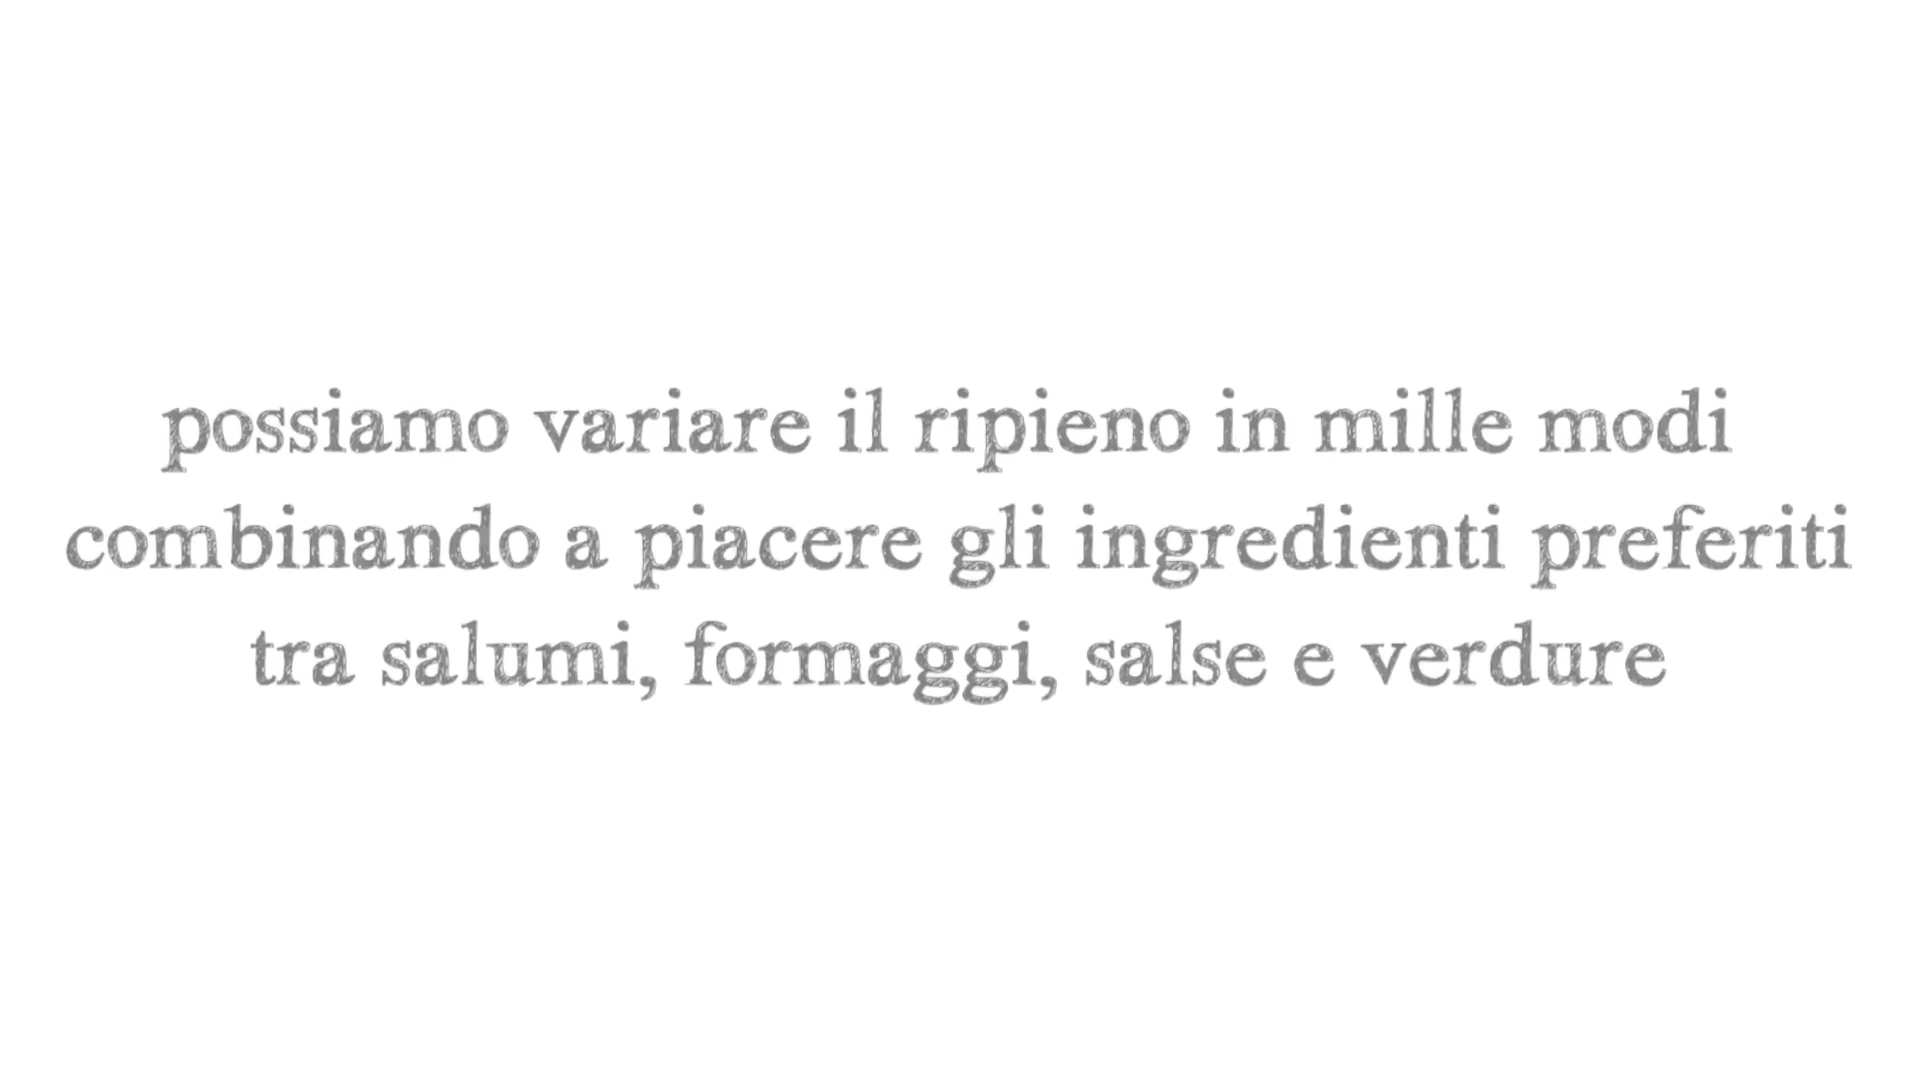 possiamo variare il ripieno in mille modi
combinando a piacere gli ingredienti preferiti
tra salumi, formaggi, salse e verdure